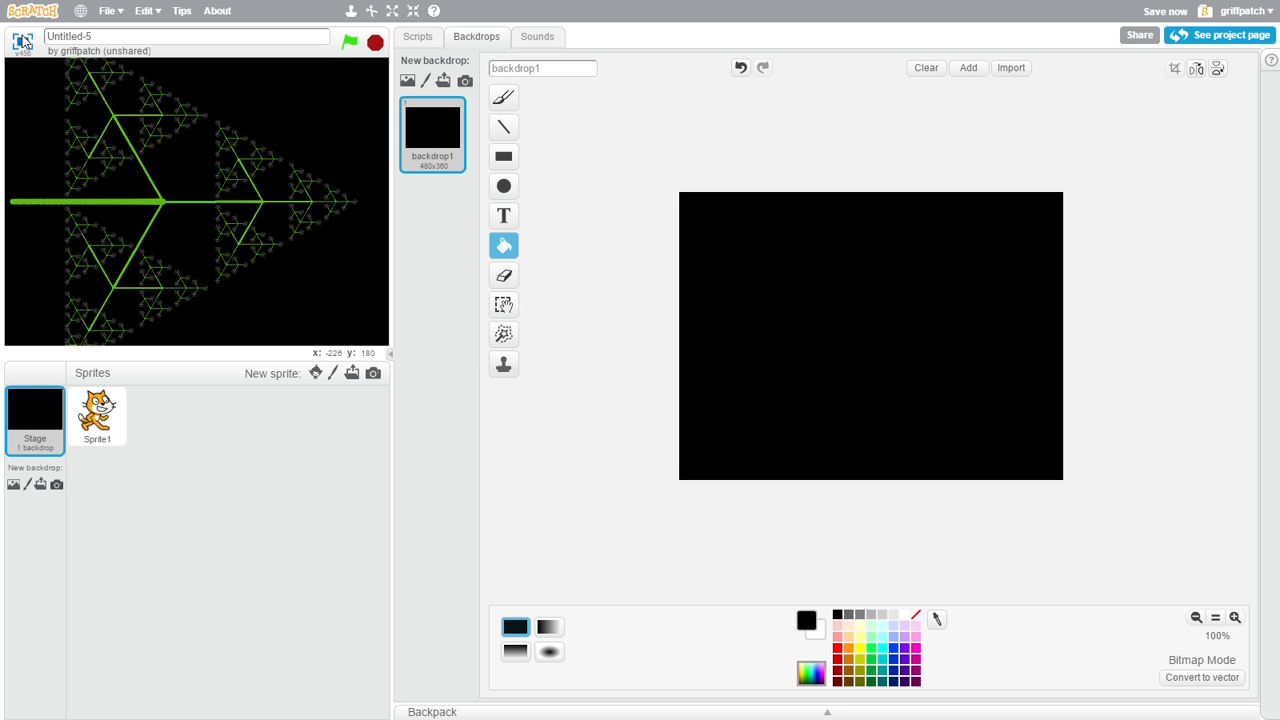 SCRATCH File Edit Tips About Save now griffpatch
v456 Untitled-5
by griffpatch (unshared)
Scripts Backdrops Sounds Share See project page
New backdrop:
backdrop1 Clear Add Import
1
backdrop1
480x360
T
X: -226 y: 180
Sprites New sprite:
Stage
1 backdrop
Sprite1
New backdrop:
100%
Bitmap Mode
Convert to vector
Backpack